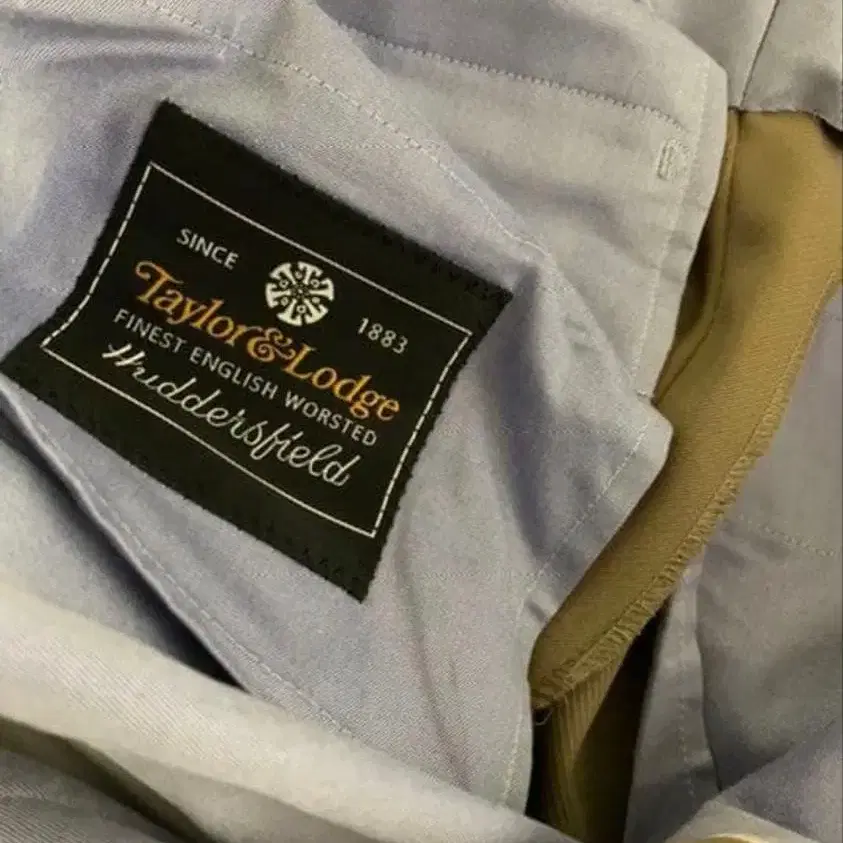 SINCE 1883
Taylor&Lodge
FINEST ENGLISH WORSTED
Huddersfield